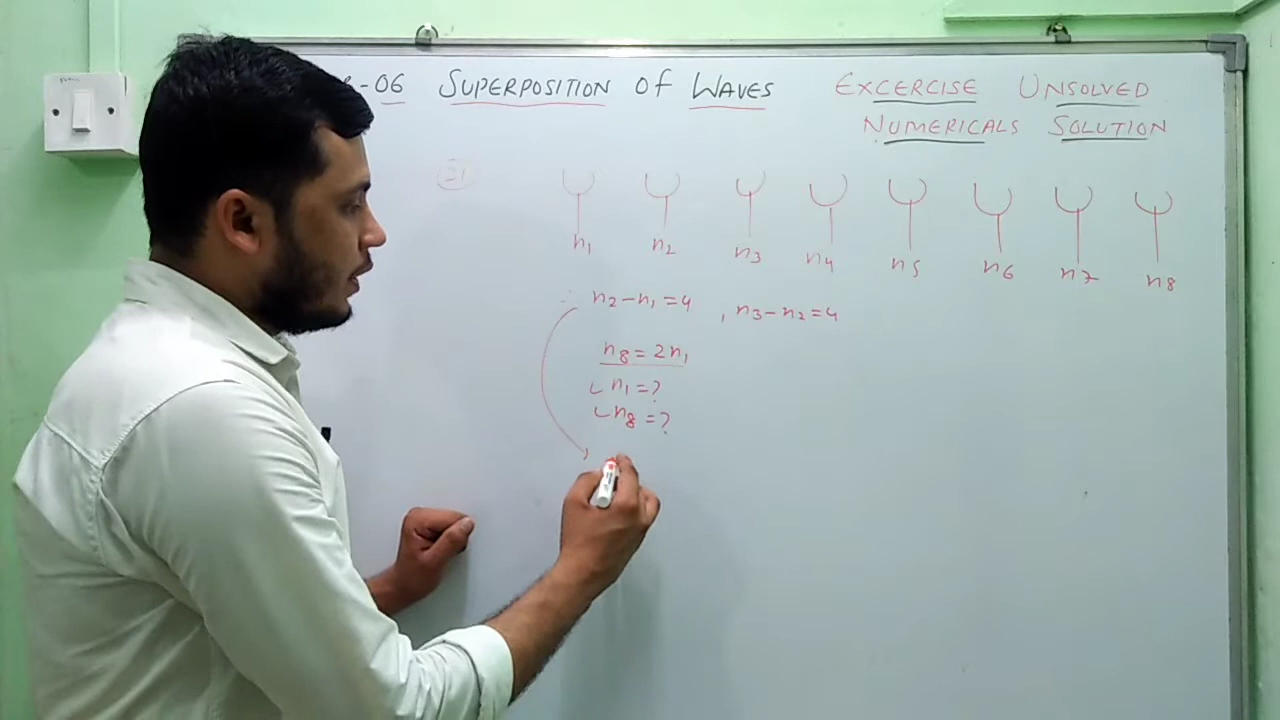 -06 SUPERPOSITION OF WAVES EXCERCISE UNSOLVED
NUMERICALS SOLUTION
21
n1 n2 n3 n4 n5 n6 n7 n8
∴ n2-n1=4 , n3-n2=4
n8=2n1
n1=?
n8=?